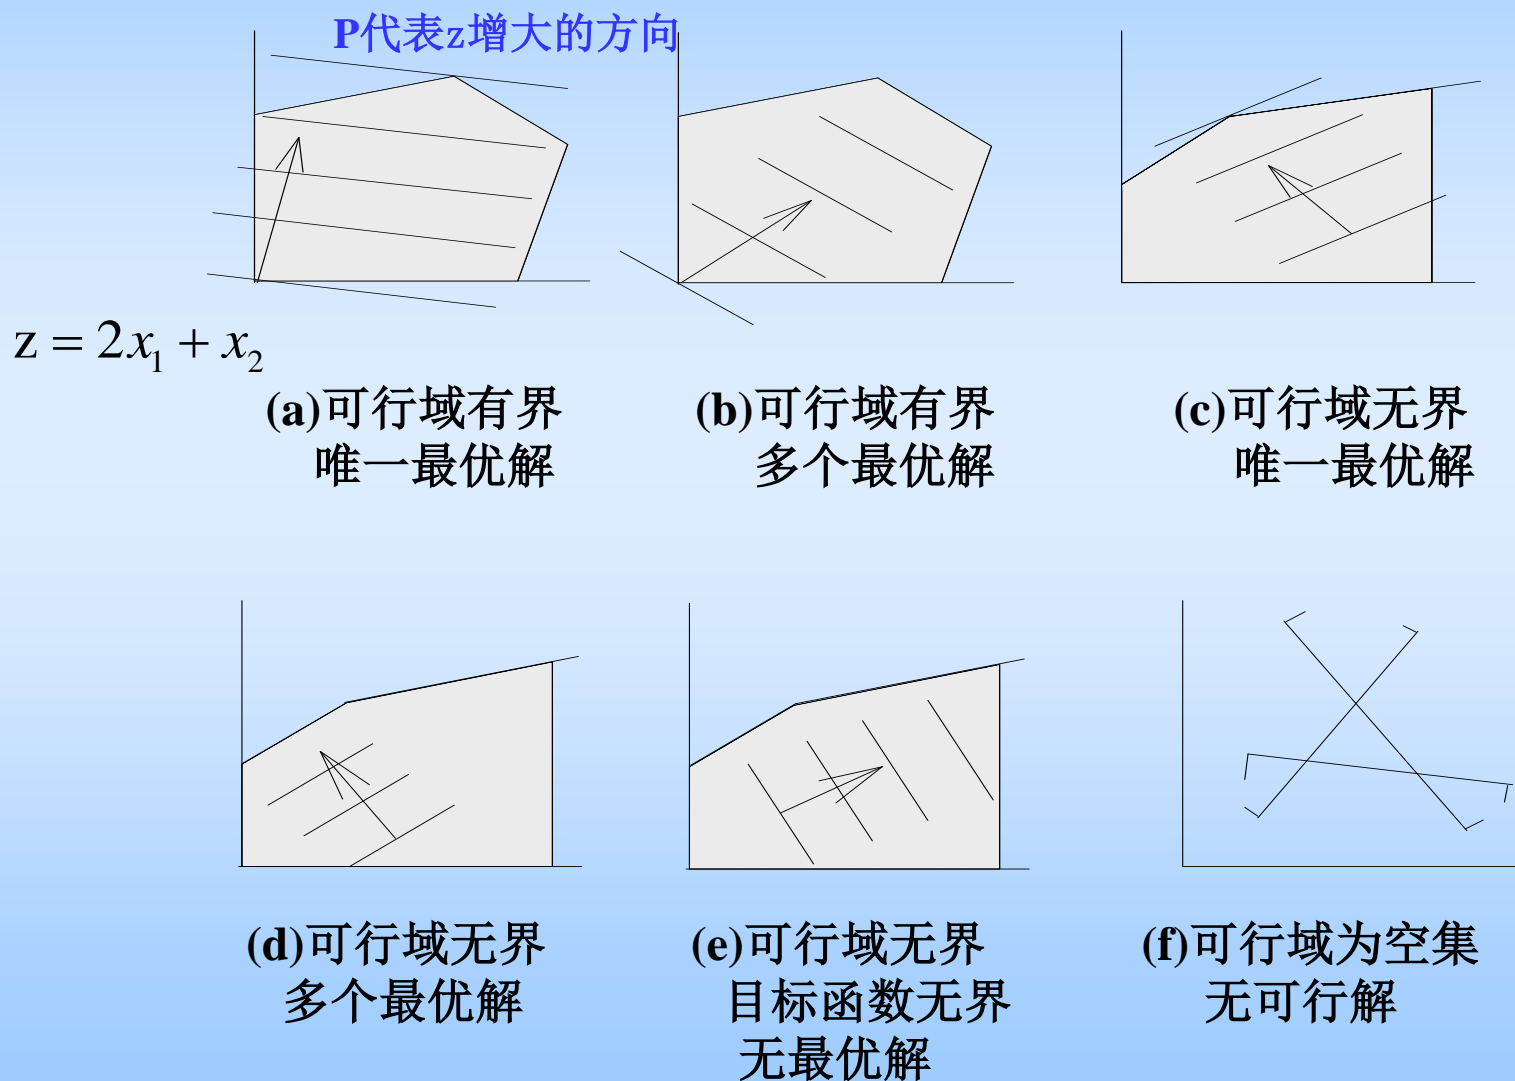 P代表z增大的方向
z = 2x₁ + x₂
(a)可行域有界
唯一最优解
(b)可行域有界
多个最优解
(c)可行域无界
唯一最优解
(d)可行域无界
多个最优解
(e)可行域无界
目标函数无界
无最优解
(f)可行域为空集
无可行解